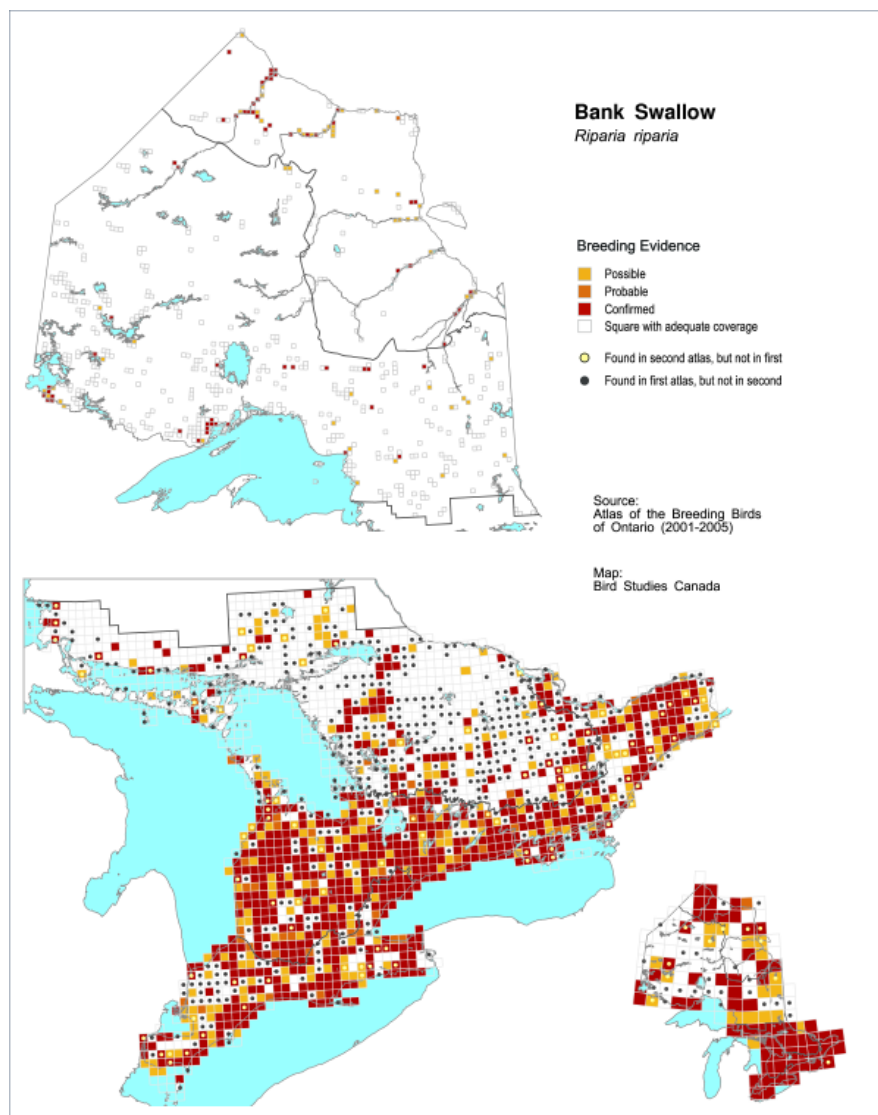 Bank Swallow
Riparia riparia
Breeding Evidence
Possible
Probable
Confirmed
Square with adequate coverage
Found in second atlas, but not in first
Found in first atlas, but not in second
Source:
Atlas of the Breeding Birds
of Ontario (2001-2005)
Map:
Bird Studies Canada